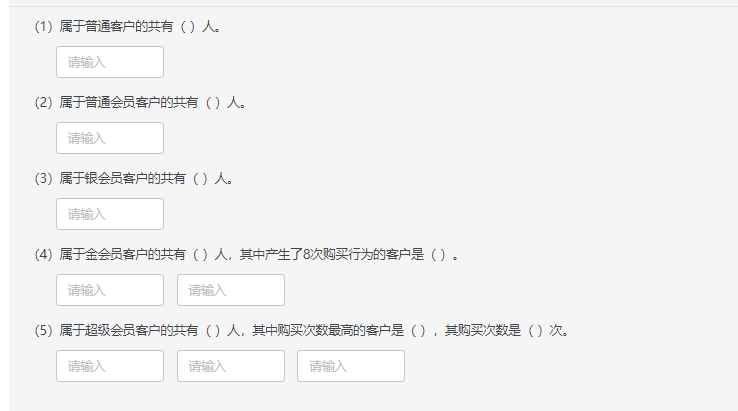 （1）属于普通客户的共有（ ）人。
请输入
（2）属于普通会员客户的共有（ ）人。
请输入
（3）属于银会员客户的共有（ ）人。
请输入
（4）属于金会员客户的共有（ ）人，其中产生了8次购买行为的客户是（ ）。
请输入 请输入
（5）属于超级会员客户的共有（ ）人，其中购买次数最高的客户是（ ），其购买次数是（ ）次。
请输入 请输入 请输入